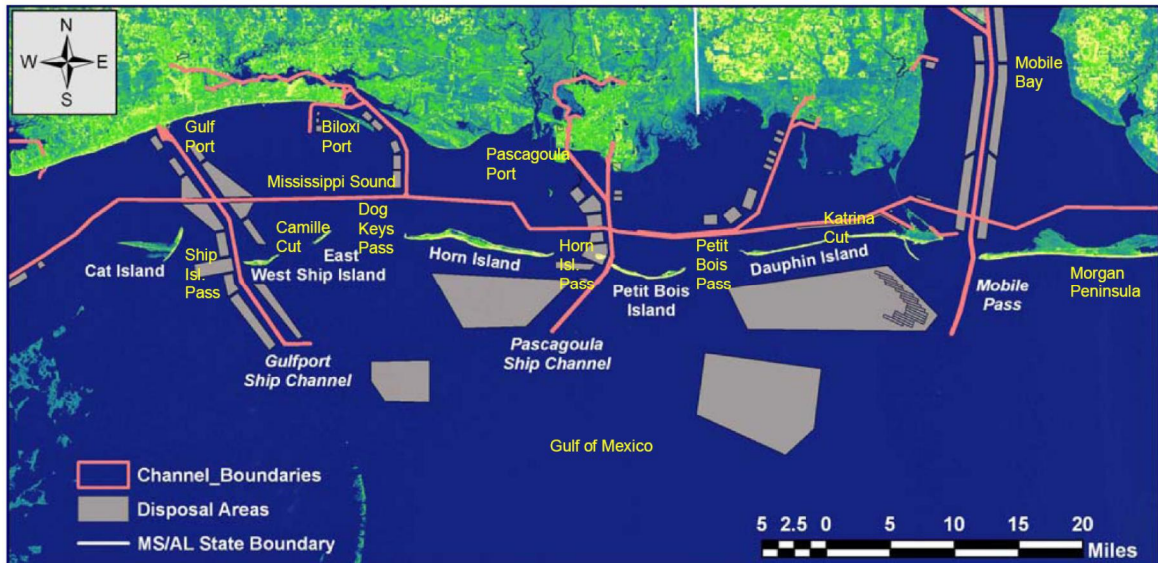 N
W E
S
Gulf
Port
Biloxi
Port
Mississippi Sound
Pascagoula
Port
Mobile
Bay
Camille
Cut
Dog
Keys
Pass
Cat Island
Ship
Isl.
Pass
East
West Ship Island
Horn Island
Horn
Isl.
Pass
Petit Bois
Island
Petit
Bois
Pass
Katrina
Cut
Dauphin Island
Mobile
Pass
Morgan
Peninsula
Gulfport
Ship Channel
Pascagoula
Ship Channel
Gulf of Mexico
Channel_Boundaries
Disposal Areas
MS/AL State Boundary
5 2.5 0 5 10 15 20
Miles